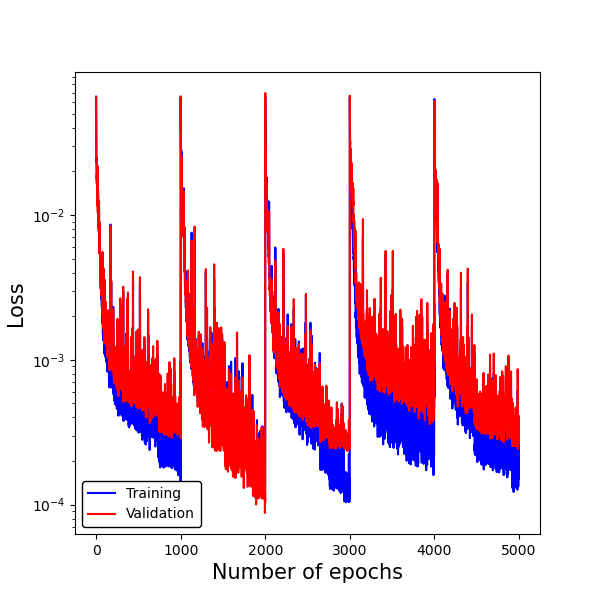 Loss
10⁻²
10⁻³
10⁻⁴
Training
Validation
0 1000 2000 3000 4000 5000
Number of epochs